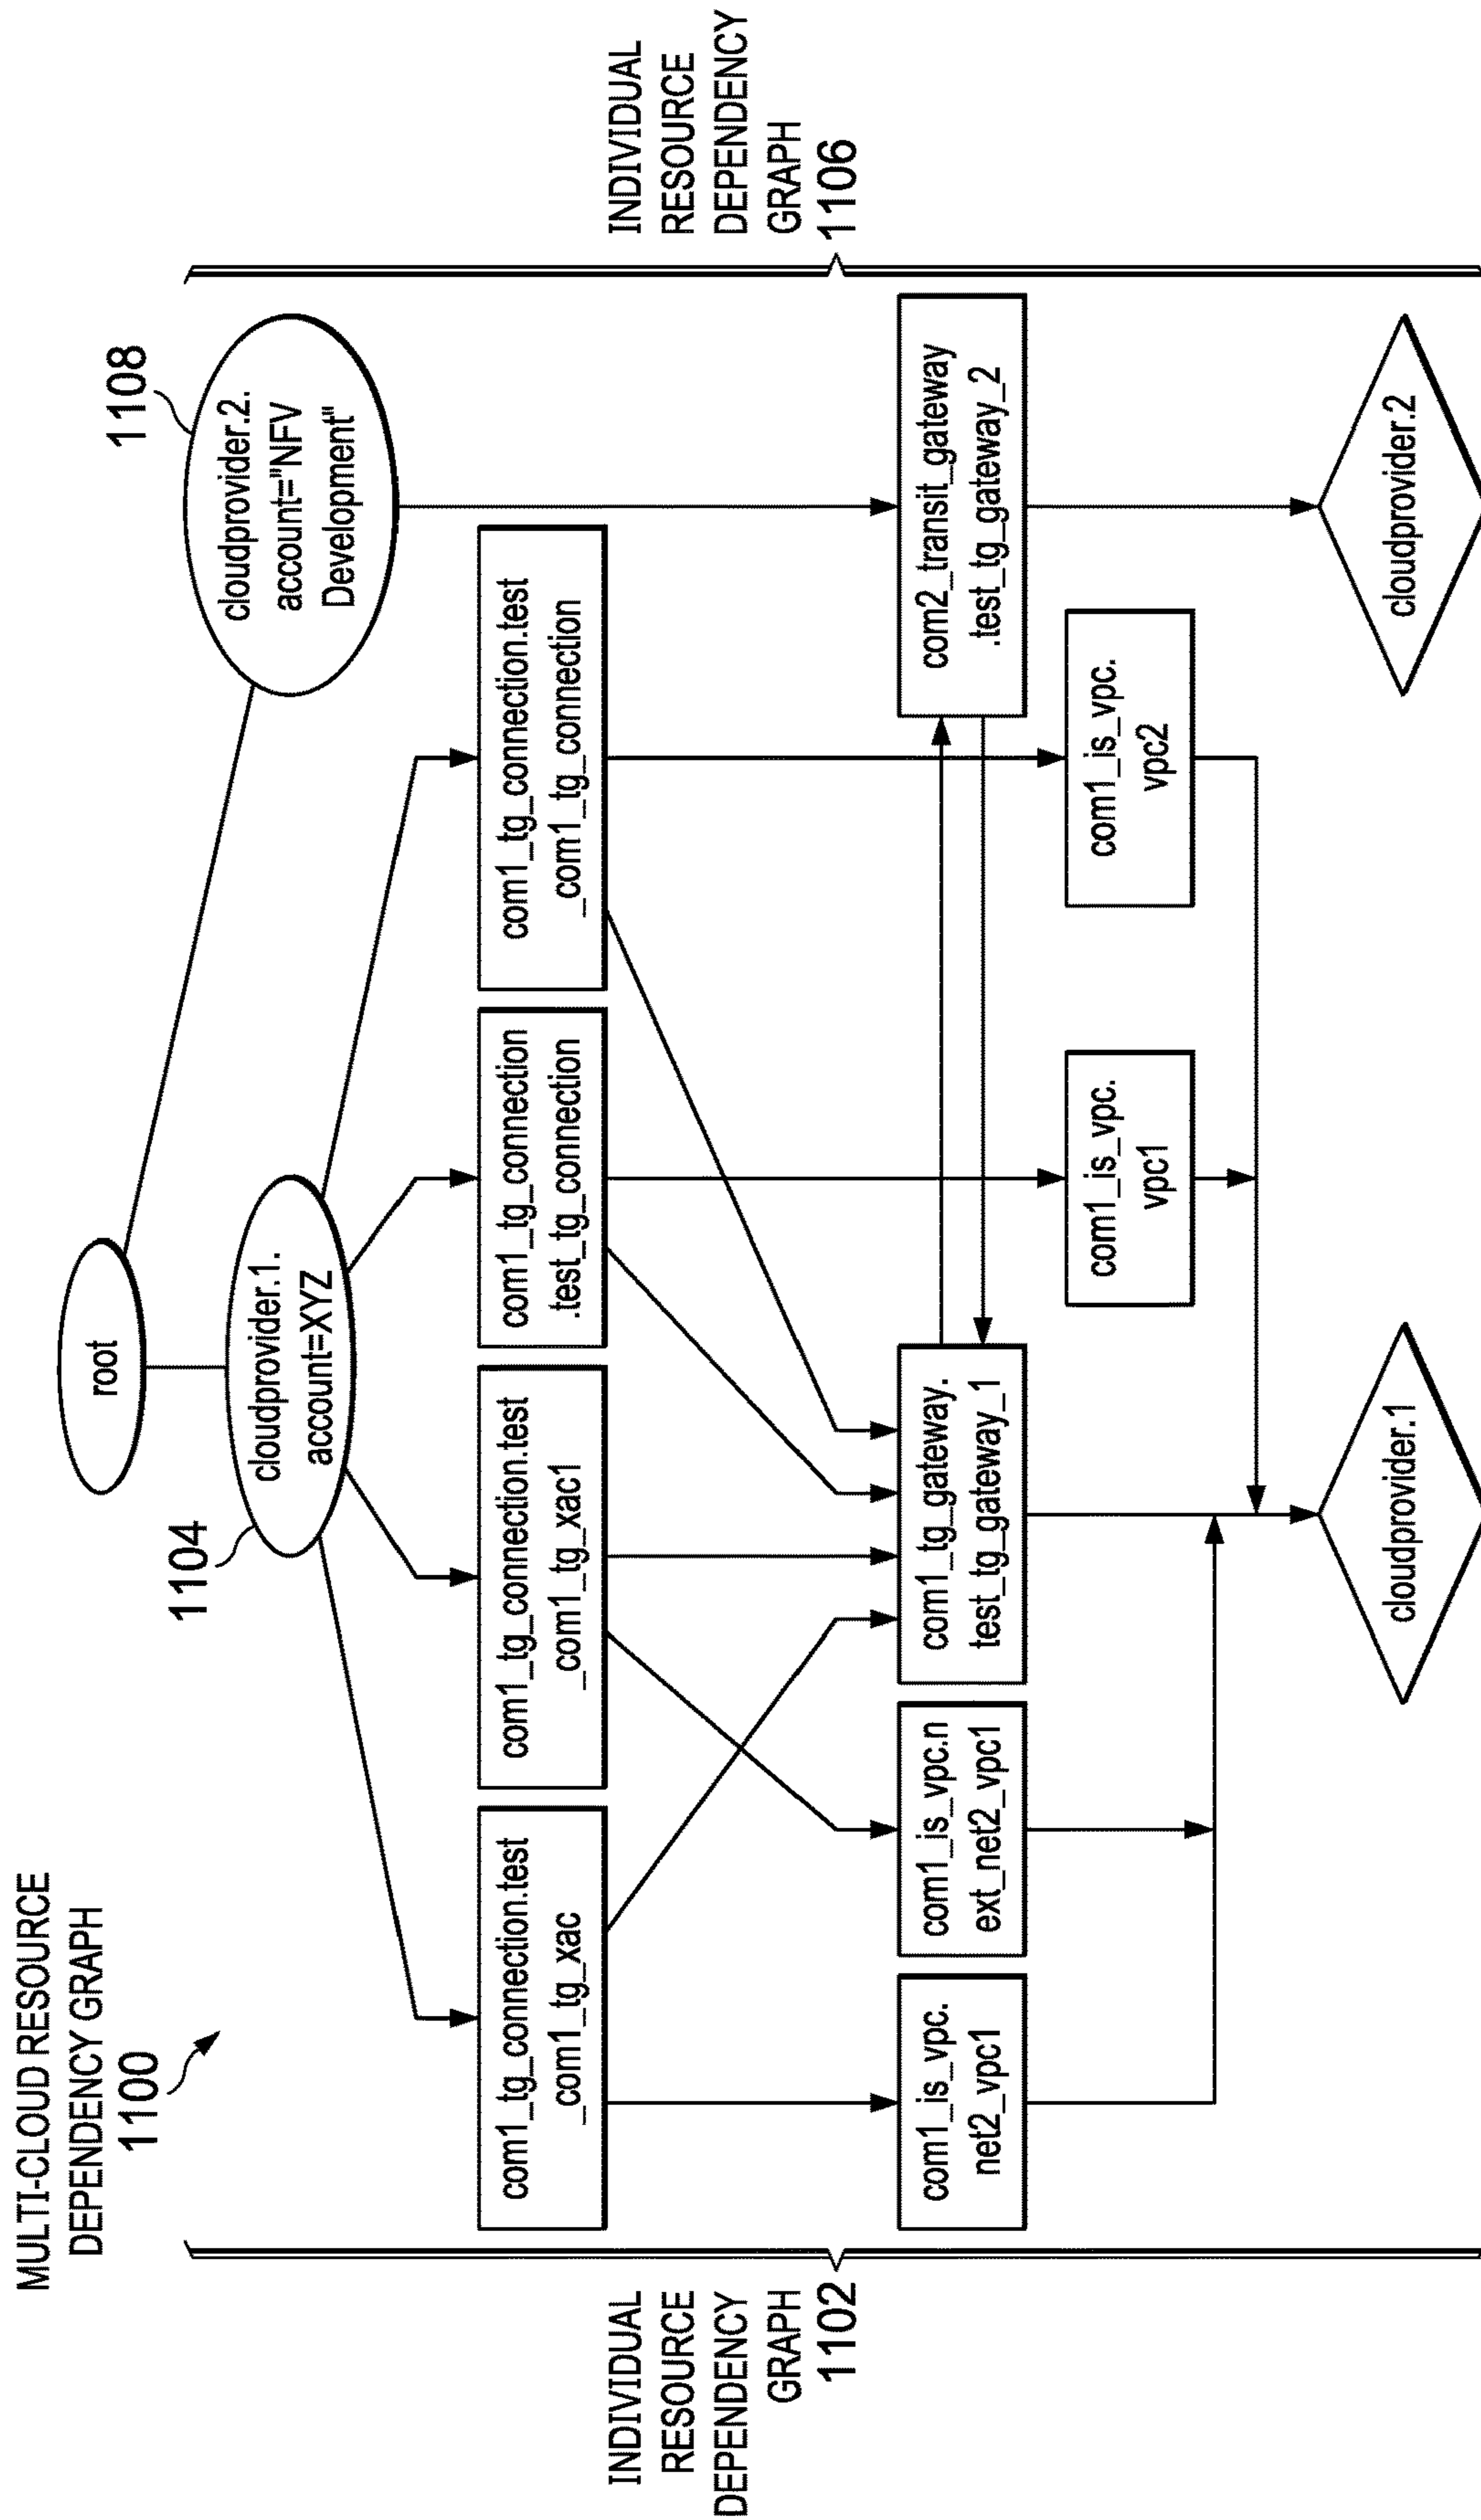 MULTI-CLOUD RESOURCE
DEPENDENCY GRAPH
1100
root
1104
cloudprovider.1.
account=XYZ
1108
cloudprovider.2.
account="NFV
Development"
INDIVIDUAL
RESOURCE
DEPENDENCY
GRAPH
1102
INDIVIDUAL
RESOURCE
DEPENDENCY
GRAPH
1106
com1_tg_connection.test
_com1_tg_xac
com1_tg_connection.test
_com1_tg_xac1
com1_tg_connection
.test_tg_connection
com1_tg_connection.test
_com1_tg_connection
com1_is_vpc.
net2_vpc1
com1_is_vpc.n
ext_net2_vpc1
com1_tg_gateway.
test_tg_gateway_1
com2_transit_gateway
.test_tg_gateway_2
com1_is_vpc.
vpc1
com1_is_vpc.
vpc2
cloudprovider.1
cloudprovider.2